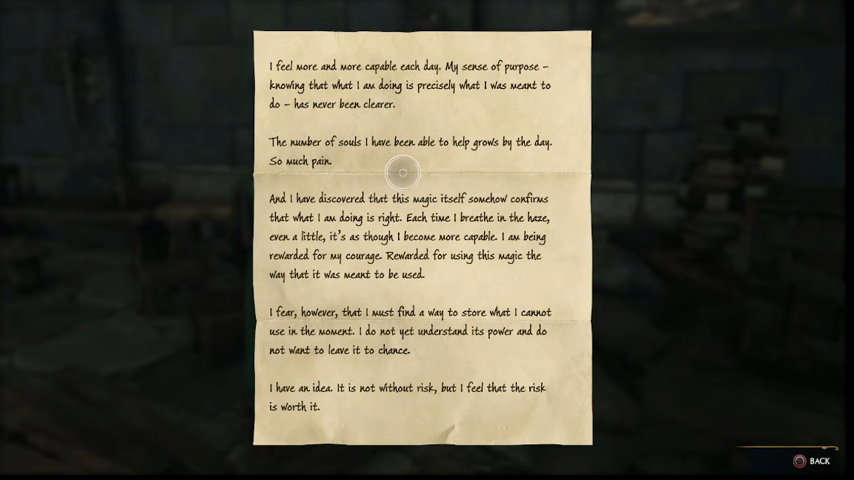 I feel more and more capable each day. My sense of purpose –
knowing that what I am doing is precisely what I was meant to
do – has never been clearer.
The number of souls I have been able to help grows by the day.
So much pain.
And I have discovered that this magic itself somehow confirms
that what I am doing is right. Each time I breathe in the haze,
even a little, it's as though I become more capable. I am being
rewarded for my courage. Rewarded for using this magic the
way that it was meant to be used.
I fear, however, that I must find a way to store what I cannot
use in the moment. I do not yet understand its power and do
not want to leave it to chance.
I have an idea. It is not without risk, but I feel that the risk
is worth it.
BACK